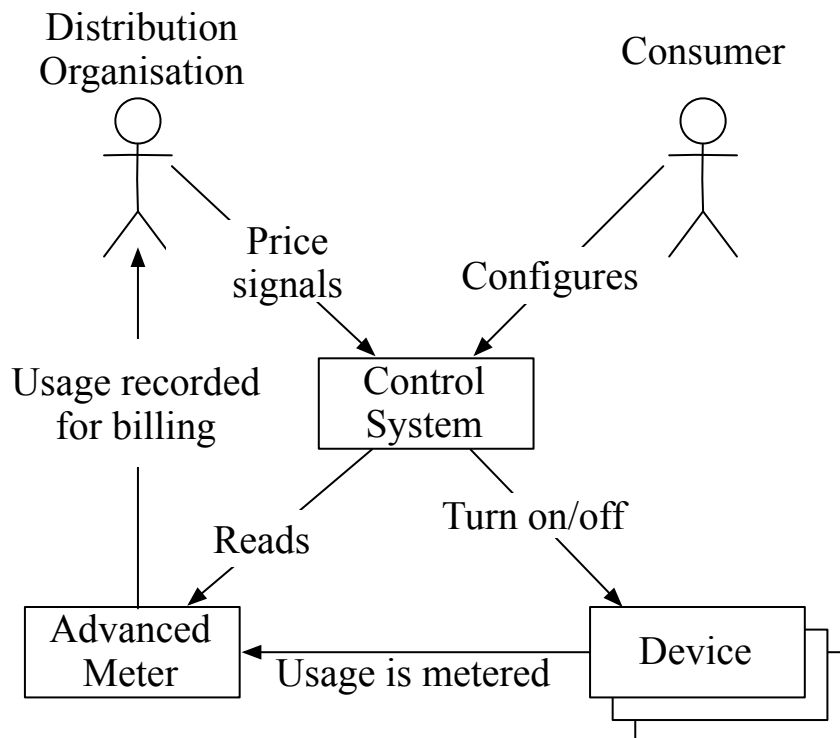 Distribution
Organisation
Consumer
Price
signals
Configures
Usage recorded
for billing
Control
System
Reads
Turn on/off
Advanced
Meter
Usage is metered
Device